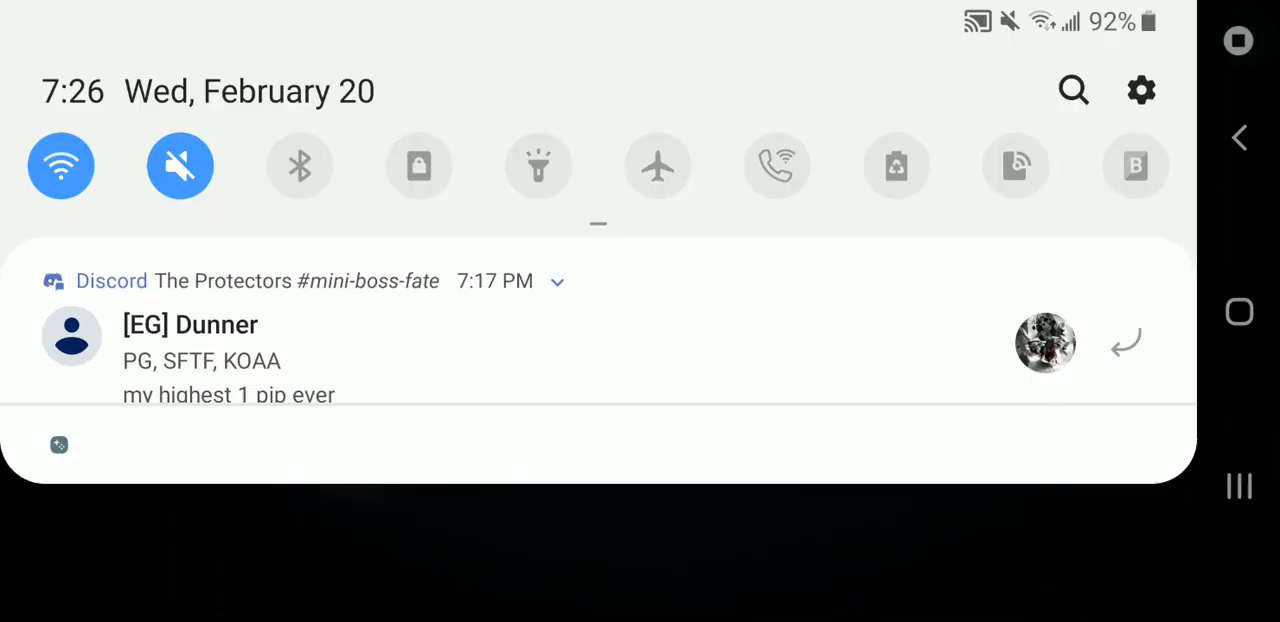 92%
7:26 Wed, February 20
B
Discord The Protectors #mini-boss-fate 7:17 PM
[EG] Dunner
PG, SFTF, KOAA
my highest 1 pip ever